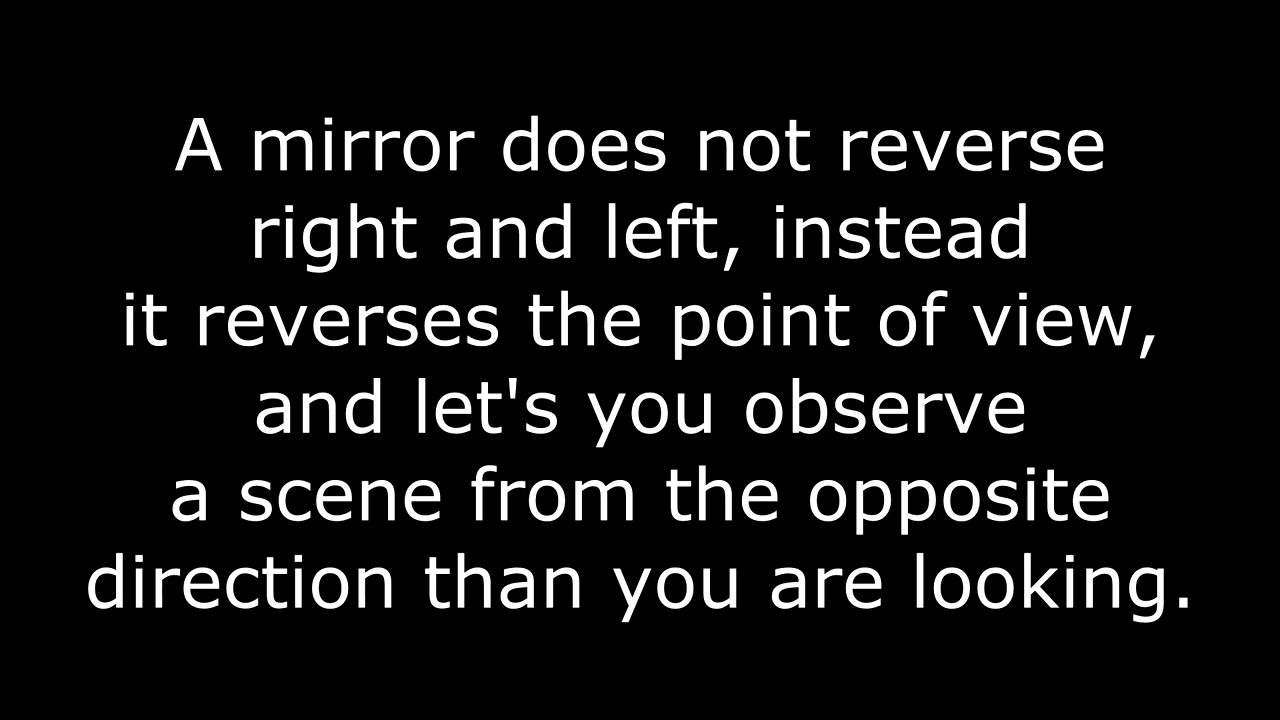 A mirror does not reverse
right and left, instead
it reverses the point of view,
and let's you observe
a scene from the opposite
direction than you are looking.